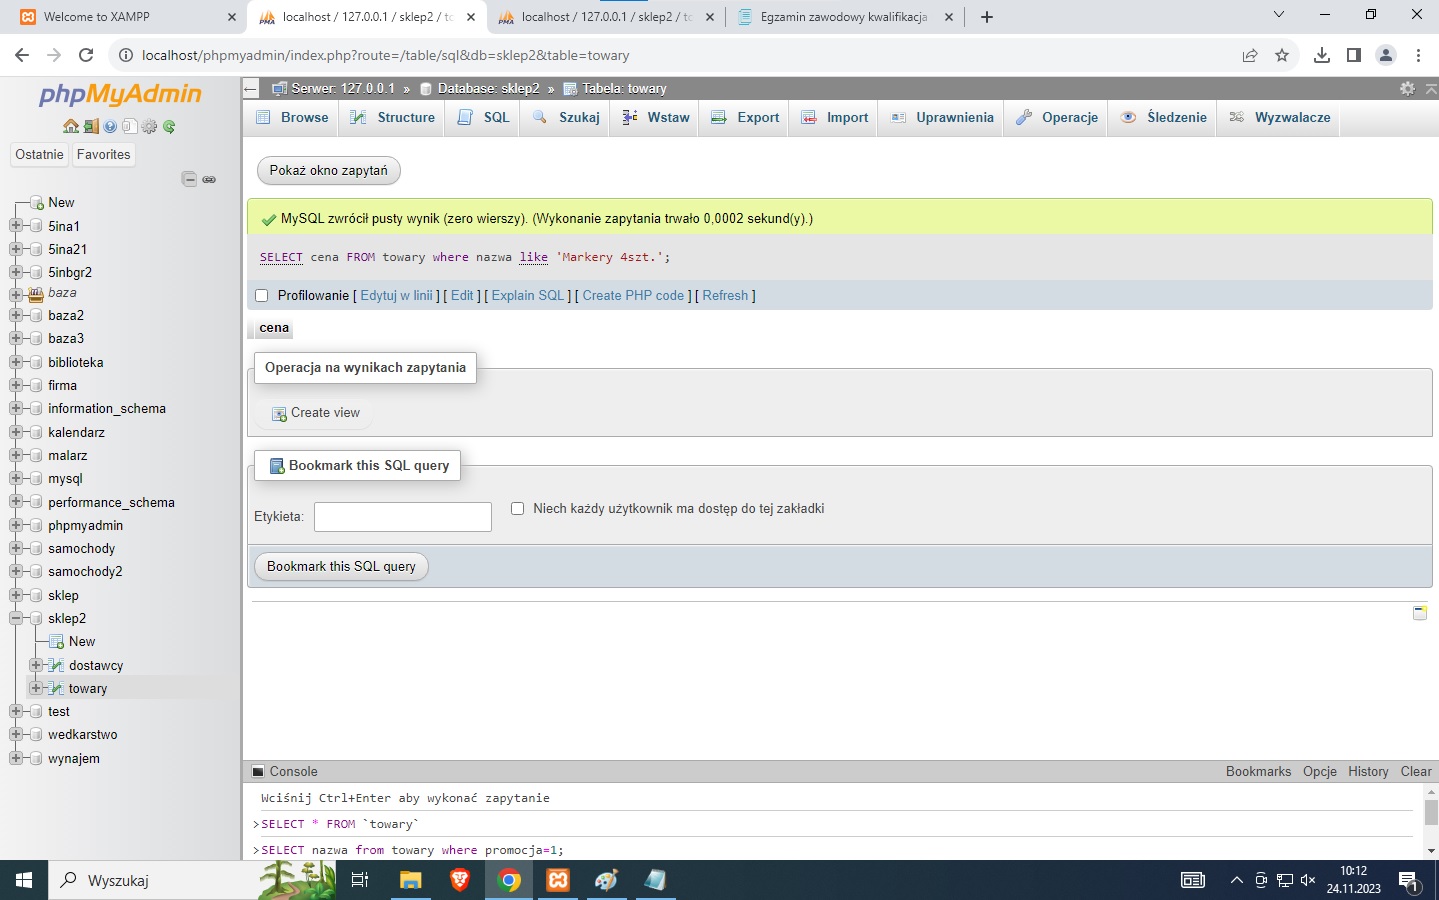 Welcome to XAMPP
localhost / 127.0.0.1 / sklep2 / to
localhost / 127.0.0.1 / sklep2 / to
Egzamin zawodowy kwalifikacja
localhost/phpmyadmin/index.php?route=/table/sql&db=sklep2&table=towary
phpMyAdmin
Ostatnie
Favorites
New
5ina1
5ina21
5inbgr2
baza
baza2
baza3
biblioteka
firma
information_schema
kalendarz
malarz
mysql
performance_schema
phpmyadmin
samochody
samochody2
sklep
sklep2
New
dostawcy
towary
test
wedkarstwo
wynajem
Serwer: 127.0.0.1 » Database: sklep2 » Tabela: towary
Browse
Structure
SQL
Szukaj
Wstaw
Export
Import
Uprawnienia
Operacje
Śledzenie
Wyzwalacze
Pokaż okno zapytań
MySQL zwrócił pusty wynik (zero wierszy). (Wykonanie zapytania trwało 0,0002 sekund(y).)
SELECT cena FROM towary where nazwa like 'Markery 4szt.';
Profilowanie [ Edytuj w linii ] [ Edit ] [ Explain SQL ] [ Create PHP code ] [ Refresh ]
cena
Operacja na wynikach zapytania
Create view
Bookmark this SQL query
Etykieta:
Niech każdy użytkownik ma dostęp do tej zakładki
Bookmark this SQL query
Console
Bookmarks Opcje History Clear
Wciśnij Ctrl+Enter aby wykonać zapytanie
>SELECT * FROM `towary`
>SELECT nazwa from towary where promocja=1;
Wyszukaj
10:12
24.11.2023
1